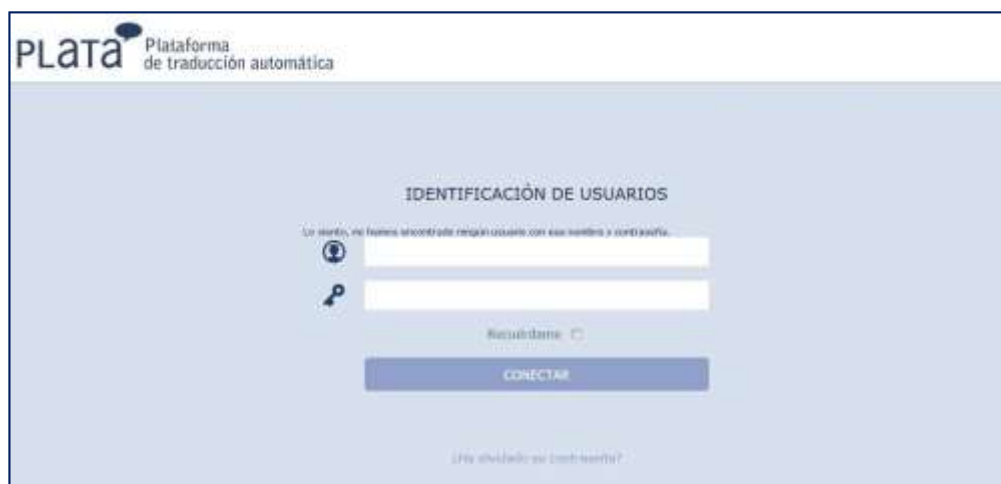 PLaTa Plataforma
de traducción automática
IDENTIFICACIÓN DE USUARIOS
Lo siento, no hemos encontrado ningún usuario con ese nombre y contraseña.
Recuérdame
CONECTAR
¿Ha olvidado su contraseña?